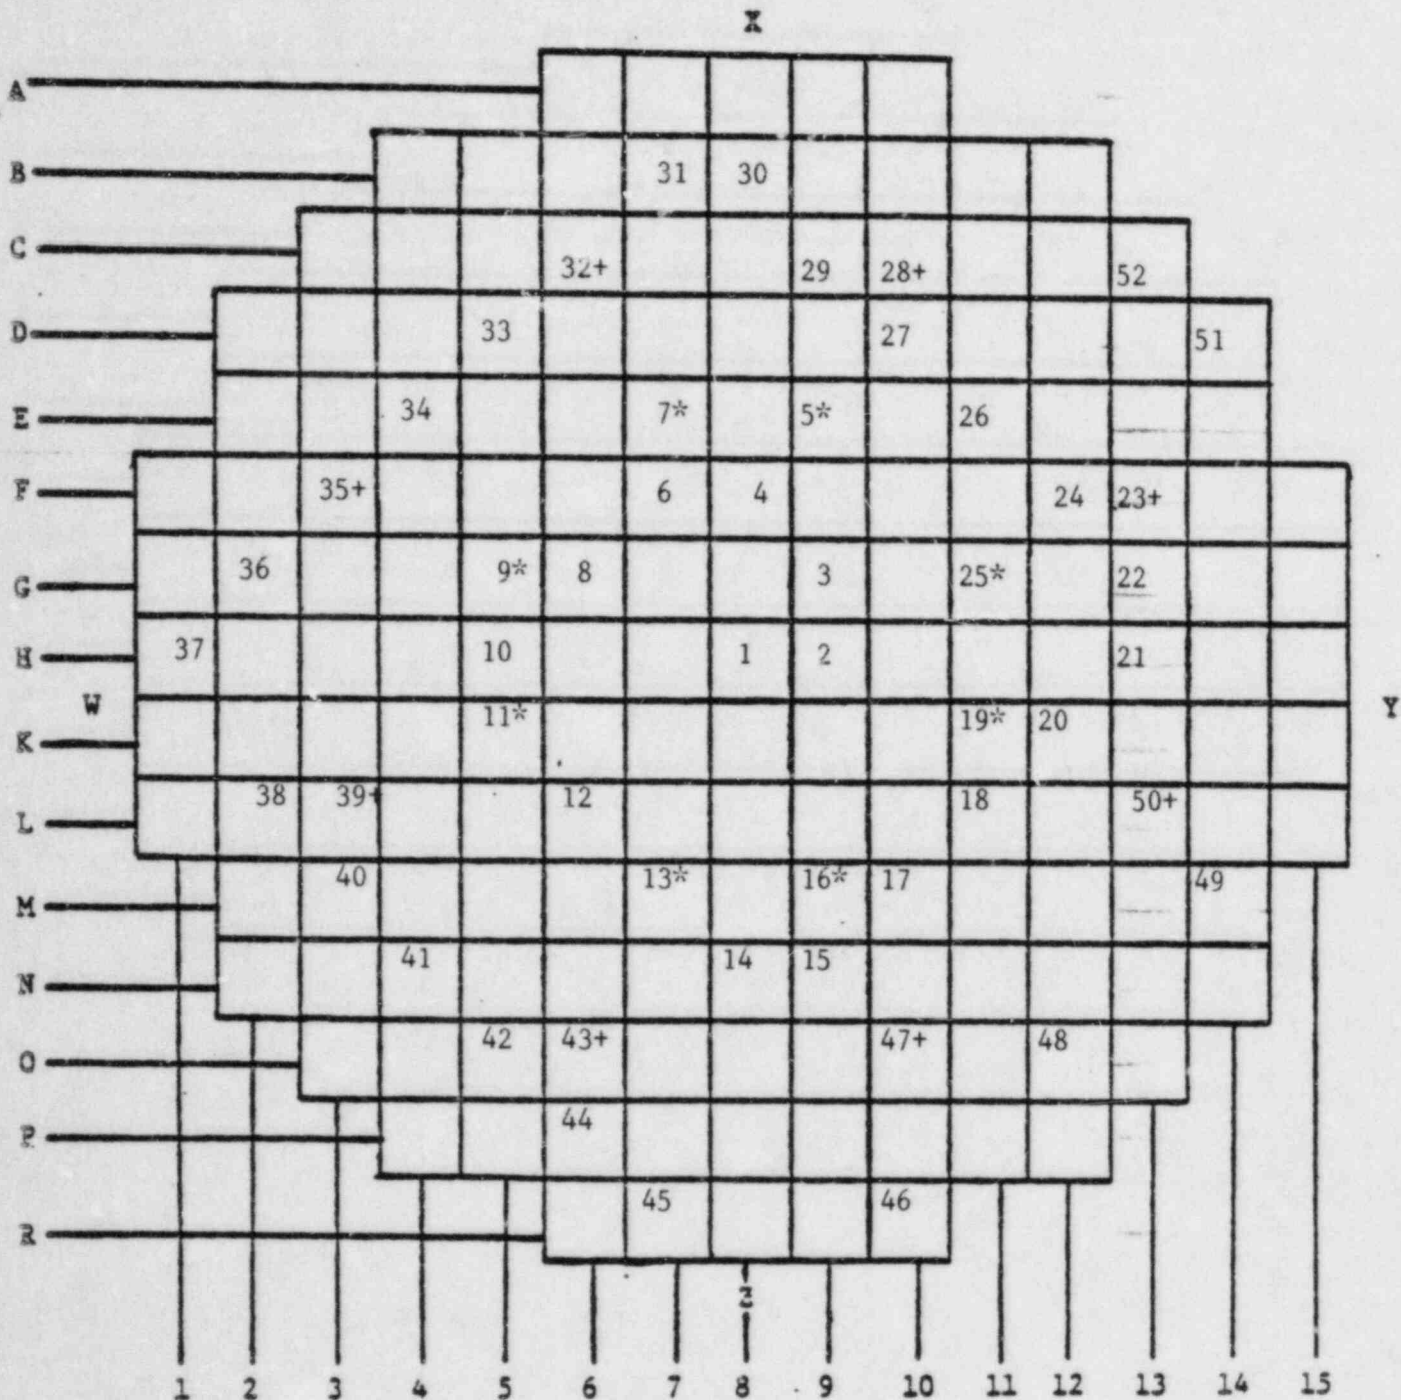 X
A
B 31 30
C 32+ 29 28+ 52
D 33 27 51
E 34 7* 5* 26
F 35+ 6 4 24 23+
G 36 9* 8 3 25* 22
H 37 10 1 2 21
W Y
K 11* 19* 20
L 38 39+ 12 18 50+
M 40 13* 16* 17 49
N 41 14 15
O 42 43+ 47+ 48
P 44
R 45 46
1 2 3 4 5 6 7 8 9 10 11 12 13 14 15